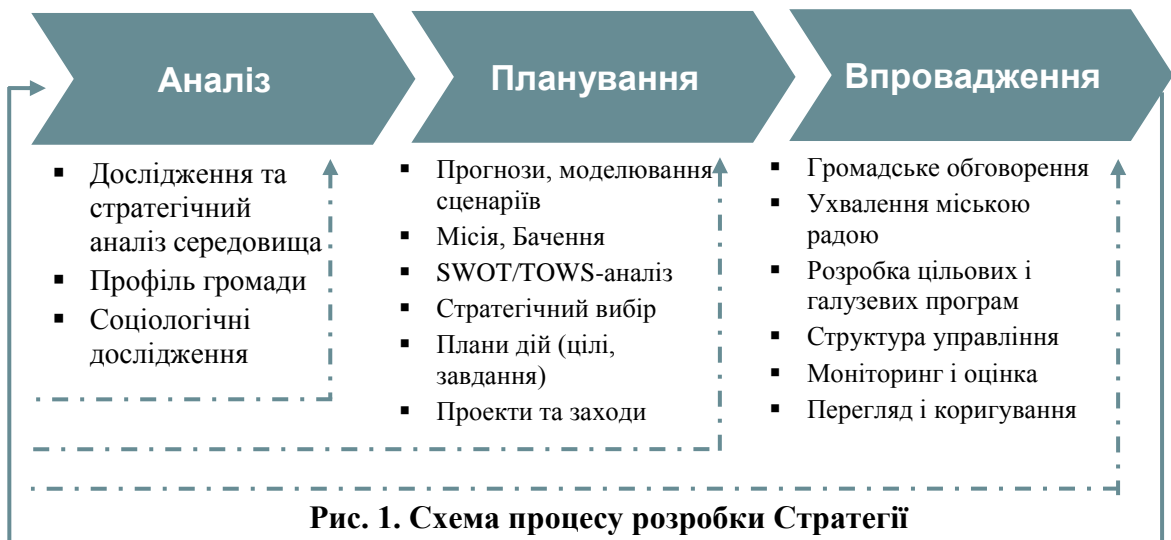 Аналіз
Планування
Впровадження
▪ Дослідження та
стратегічний
аналіз середовища
▪ Профіль громади
▪ Соціологічні
дослідження
▪ Прогнози, моделювання
сценаріїв
▪ Місія, Бачення
▪ SWOT/TOWS-аналіз
▪ Стратегічний вибір
▪ Плани дій (цілі,
завдання)
▪ Проекти та заходи
▪ Громадське обговорення
▪ Ухвалення міською
радою
▪ Розробка цільових і
галузевих програм
▪ Структура управління
▪ Моніторинг і оцінка
▪ Перегляд і коригування
Рис. 1. Схема процесу розробки Стратегії